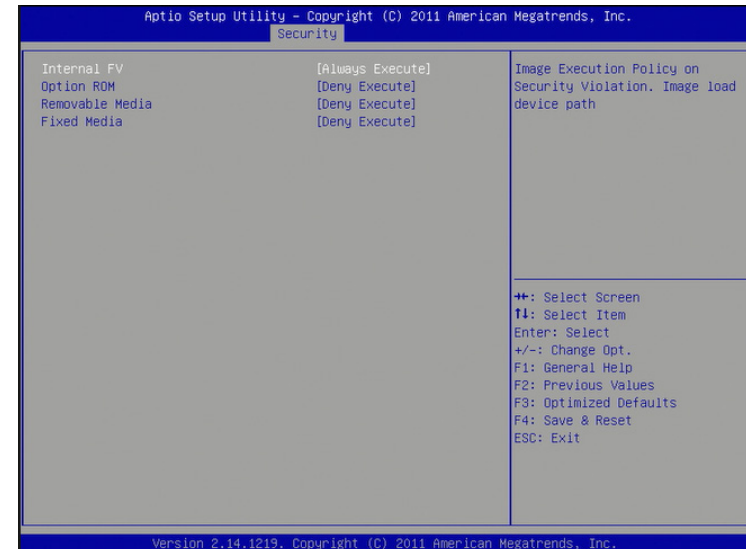 Aptio Setup Utility – Copyright (C) 2011 American Megatrends, Inc.
Security
Internal FV [Always Execute]
Option ROM [Deny Execute]
Removable Media [Deny Execute]
Fixed Media [Deny Execute]
Image Execution Policy on
Security Violation. Image load
device path
→←: Select Screen
↑↓: Select Item
Enter: Select
+/-: Change Opt.
F1: General Help
F2: Previous Values
F3: Optimized Defaults
F4: Save & Reset
ESC: Exit
Version 2.14.1219. Copyright (C) 2011 American Megatrends, Inc.